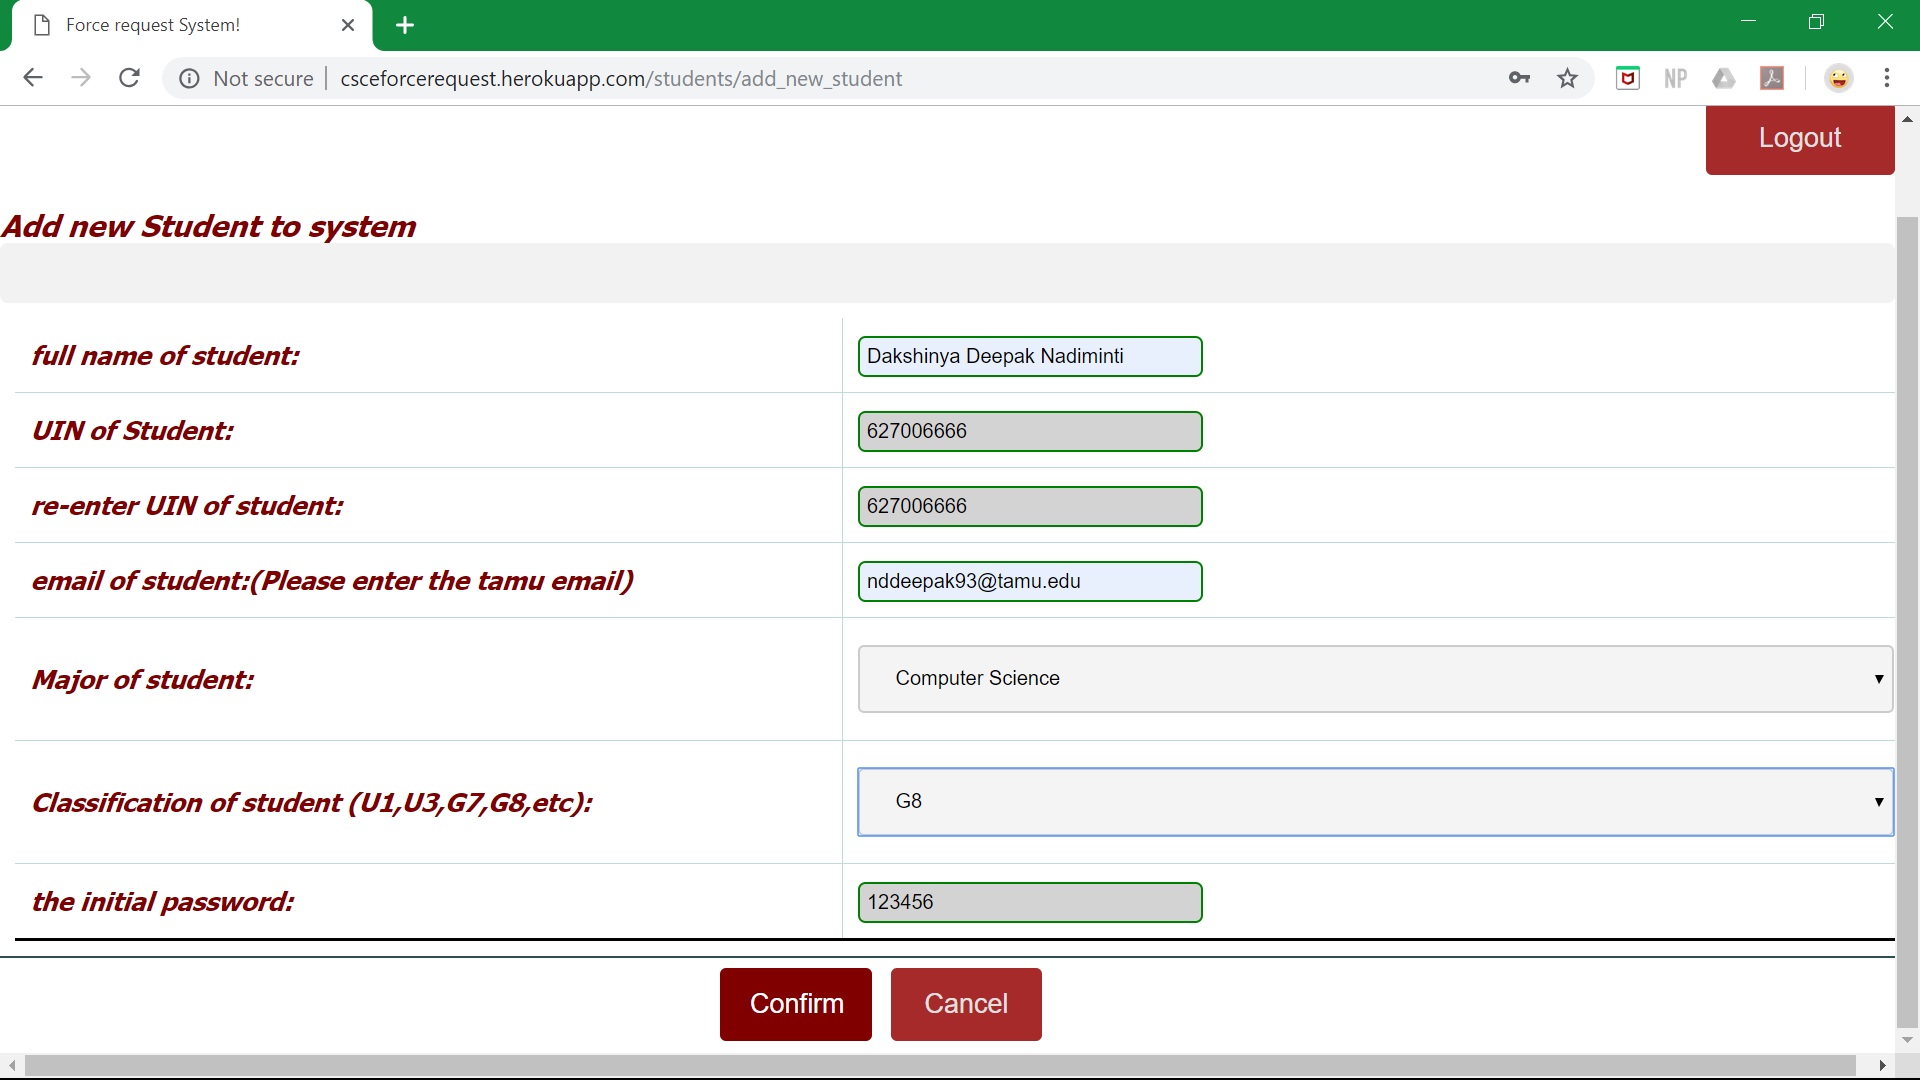 Force request System!
Not secure | csceforcerequest.herokuapp.com/students/add_new_student
NP
Logout
Add new Student to system
full name of student: Dakshinya Deepak Nadiminti
UIN of Student: 627006666
re-enter UIN of student: 627006666
email of student:(Please enter the tamu email) nddeepak93@tamu.edu
Major of student: Computer Science
Classification of student (U1,U3,G7,G8,etc): G8
the initial password: 123456
Confirm Cancel